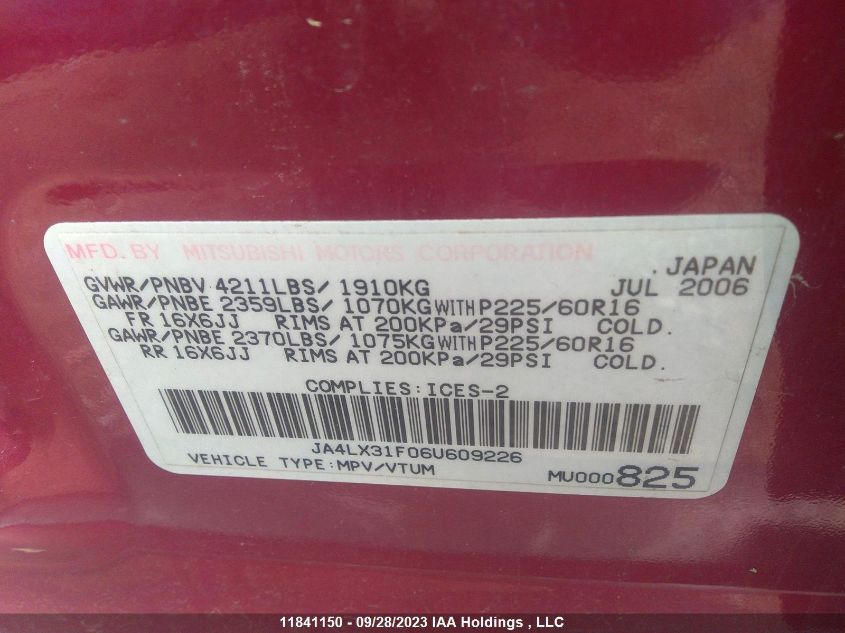 MFD. BY MITSUBISHI MOTORS CORPORATION
. JAPAN
GVWR/PNBV 4211LBS/ 1910KG JUL 2006
GAWR/PNBE 2359LBS/ 1070KG WITH P225/60R16
FR 16X6JJ RIMS AT 200KPa/29PSI COLD.
GAWR/PNBE 2370LBS/ 1075KG WITH P225/60R16
RR 16X6JJ RIMS AT 200KPa/29PSI COLD.
COMPLIES:ICES-2
JA4LX31F06U609226
VEHICLE TYPE:MPV/VTUM MU000825
11841150 - 09/28/2023 IAA Holdings , LLC